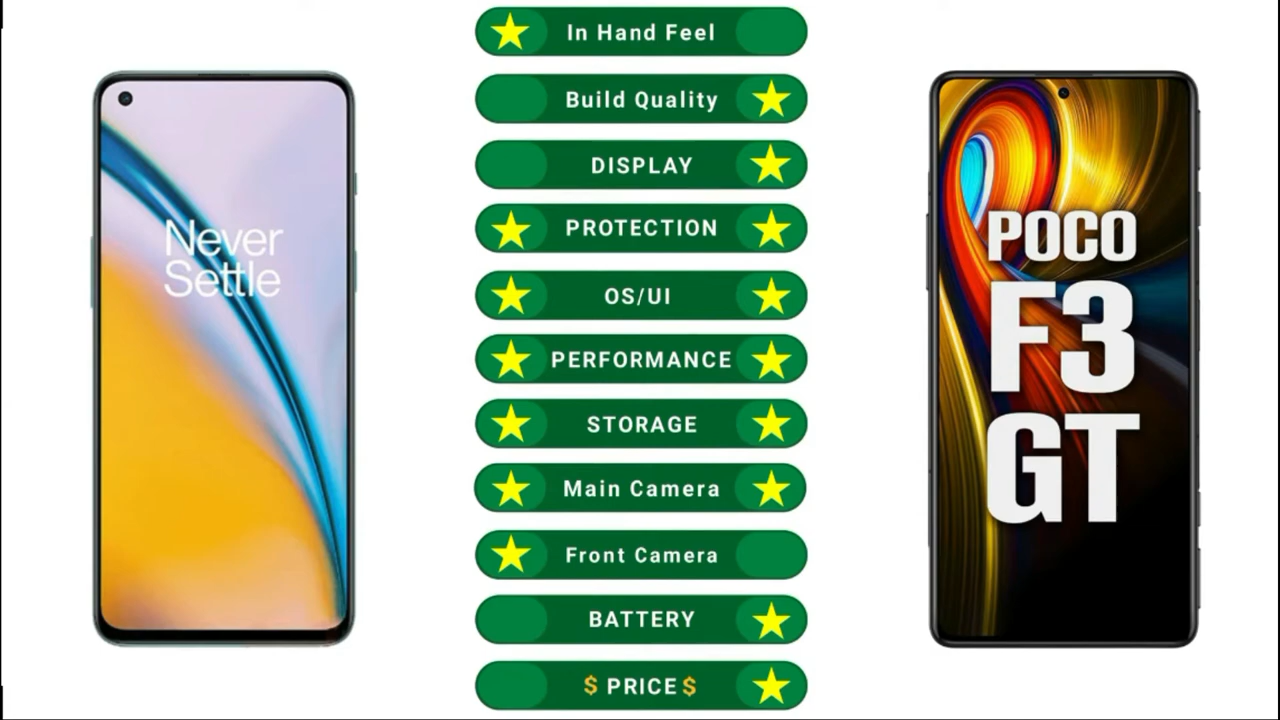 In Hand Feel
Build Quality
DISPLAY
PROTECTION
OS/UI
PERFORMANCE
STORAGE
Main Camera
Front Camera
BATTERY
$ PRICE $
Never
Settle
POCO
F3
GT